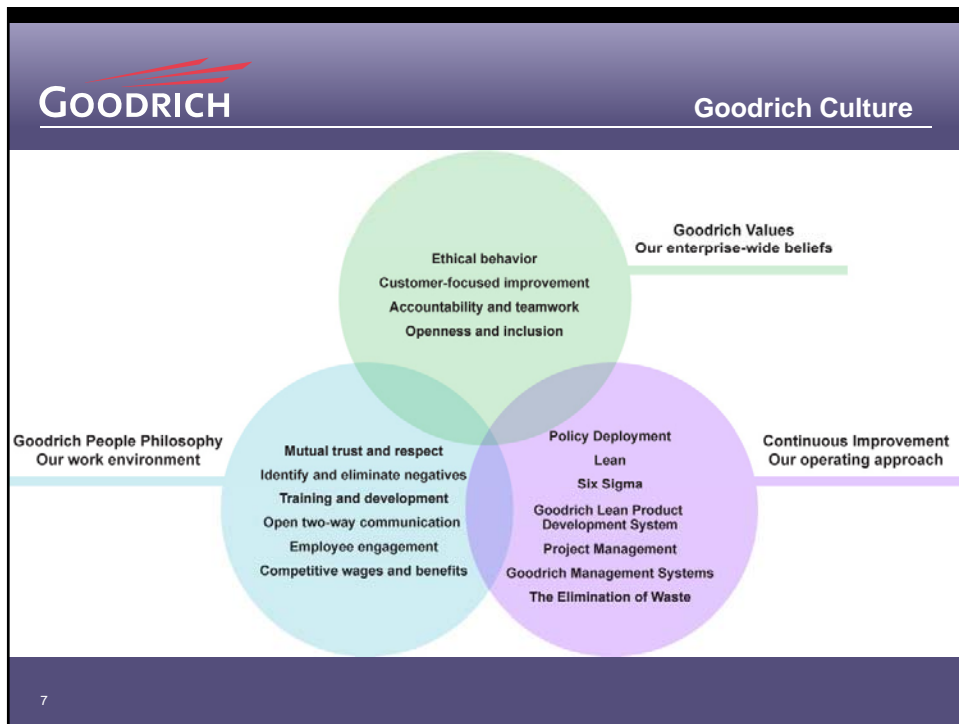 GOODRICH
Goodrich Culture
Goodrich Values
Our enterprise-wide beliefs
Ethical behavior
Customer-focused improvement
Accountability and teamwork
Openness and inclusion
Goodrich People Philosophy
Our work environment
Mutual trust and respect
Identify and eliminate negatives
Training and development
Open two-way communication
Employee engagement
Competitive wages and benefits
Policy Deployment
Lean
Six Sigma
Goodrich Lean Product
Development System
Project Management
Goodrich Management Systems
The Elimination of Waste
Continuous Improvement
Our operating approach
7